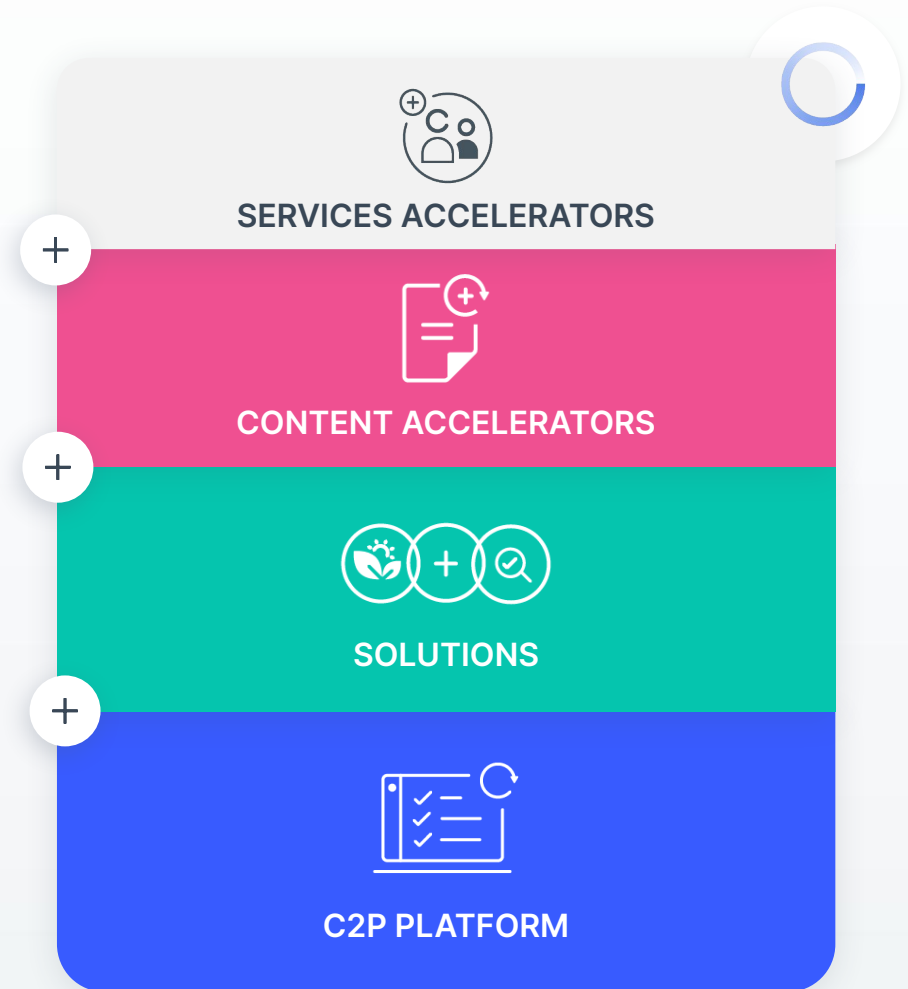 SERVICES ACCELERATORS
CONTENT ACCELERATORS
SOLUTIONS
C2P PLATFORM